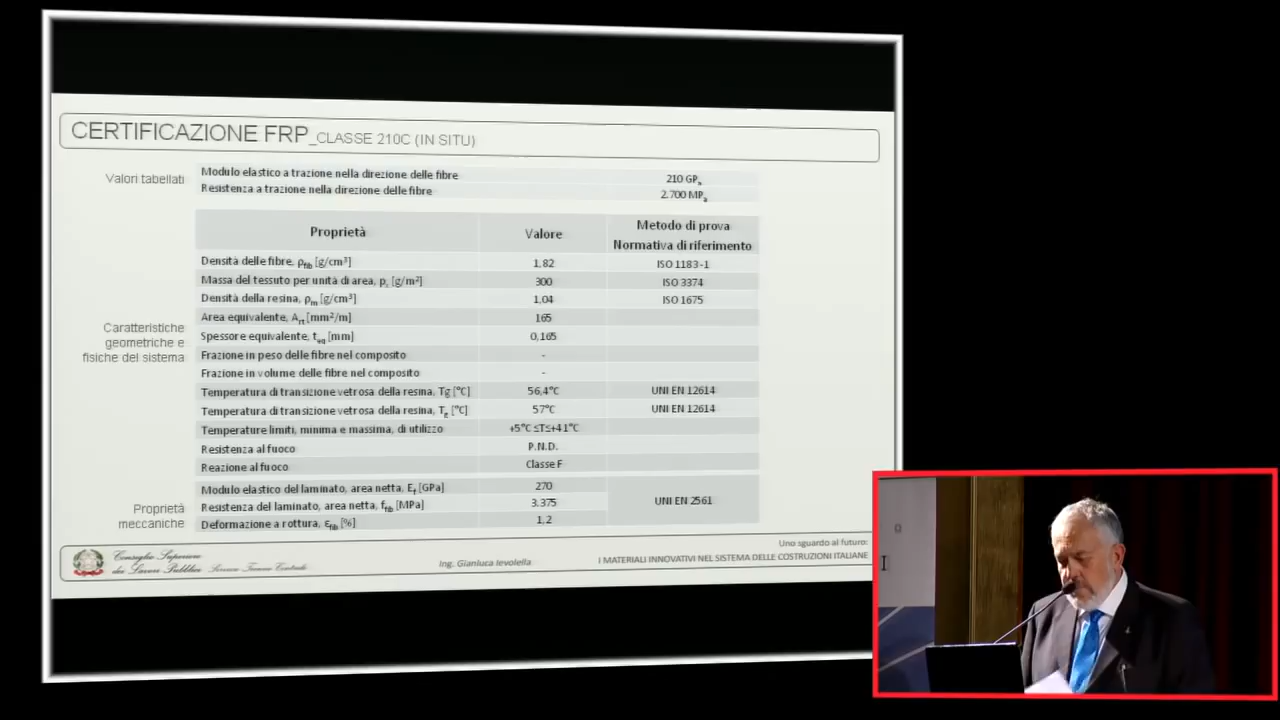 CERTIFICAZIONE FRP_CLASSE 210C (IN SITU)
Valori tabellati
Modulo elastico a trazione nella direzione delle fibre 210 GPa
Resistenza a trazione nella direzione delle fibre 2.700 MPa
Proprietà Valore Metodo di prova
Normativa di riferimento
Caratteristiche
geometriche e
fisiche del sistema
Densità delle fibre, ρfib [g/cm³] 1,82 ISO 1183-1
Massa del tessuto per unità di area, pt [g/m²] 300 ISO 3374
Densità della resina, ρm [g/cm³] 1,04 ISO 1675
Area equivalente, Art [mm²/m] 165
Spessore equivalente, teq [mm] 0,165
Frazione in peso delle fibre nel composito -
Frazione in volume delle fibre nel composito -
Temperatura di transizione vetrosa della resina, Tg [°C] 56,4°C UNI EN 12614
Temperatura di transizione vetrosa della resina, Tg [°C] 57°C UNI EN 12614
Temperature limiti, minima e massima, di utilizzo +5°C ≤T≤+41°C
Resistenza al fuoco P.N.D.
Reazione al fuoco Classe F
Proprietà
meccaniche
Modulo elastico del laminato, area netta, Ef [GPa] 270 UNI EN 2561
Resistenza del laminato, area netta, ffib [MPa] 3.375
Deformazione a rottura, εfib [%] 1,2
Consiglio Superiore
dei Lavori Pubblici Servizio Tecnico Centrale
Ing. Gianluca Ievolella
Uno sguardo al futuro:
I MATERIALI INNOVATIVI NEL SISTEMA DELLE COSTRUZIONI ITALIANE